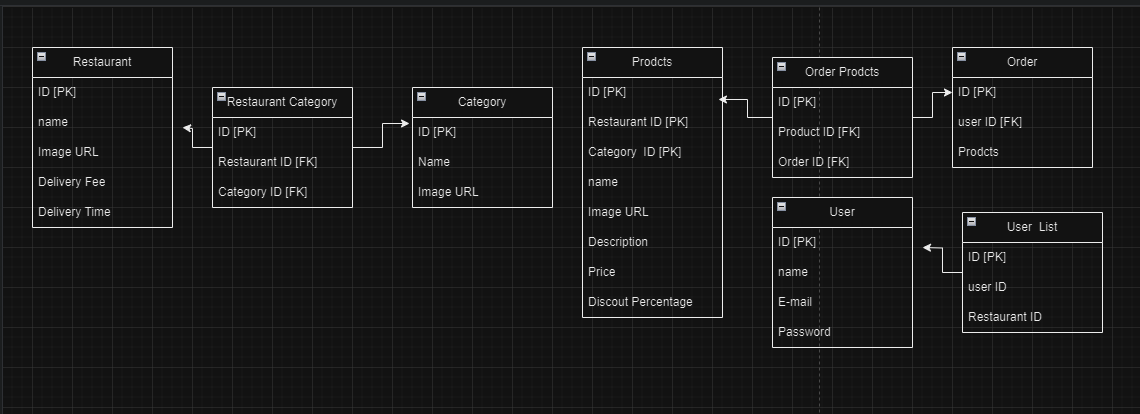 Restaurant
ID [PK]
name
Image URL
Delivery Fee
Delivery Time
Restaurant Category
ID [PK]
Restaurant ID [FK]
Category ID [FK]
Category
ID [PK]
Name
Image URL
Prodcts
ID [PK]
Restaurant ID [PK]
Category  ID [PK]
name
Image URL
Description
Price
Discout Percentage
Order Prodcts
ID [PK]
Product ID [FK]
Order ID [FK]
Order
ID [PK]
user ID [FK]
Prodcts
User
ID [PK]
name
E-mail
Password
User  List
ID [PK]
user ID
Restaurant ID